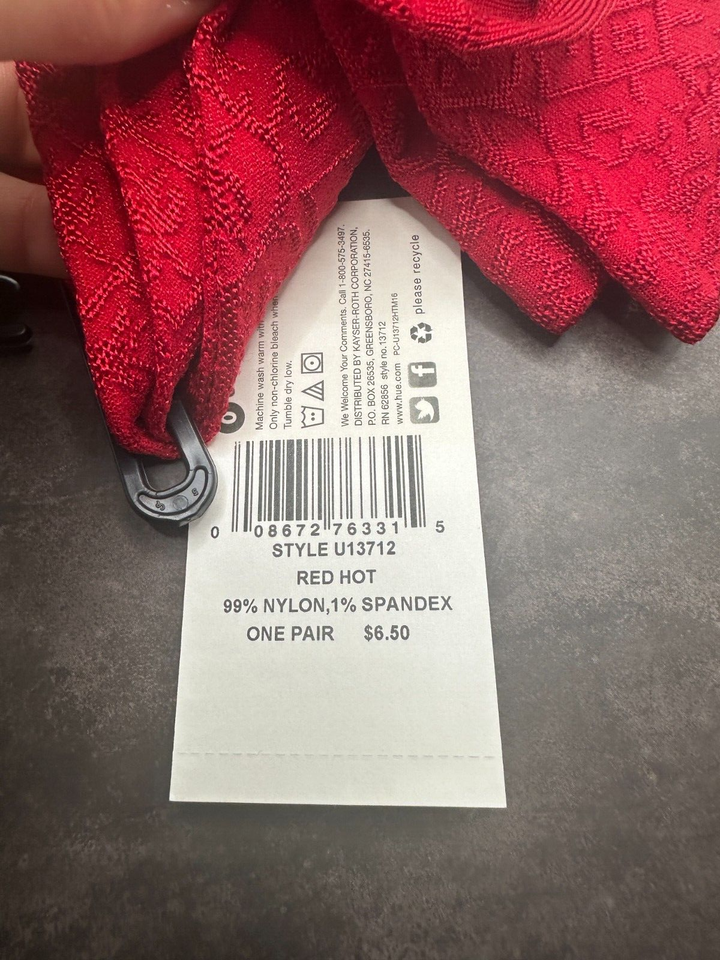 Machine wash warm with
Only non-chlorine bleach when
Tumble dry low.
We Welcome Your Comments. Call 1-800-575-3497.
DISTRIBUTED BY KAYSER-ROTH CORPORATION,
P.O. BOX 26535, GREENSBORO, NC 27415-6535.
RN 62856 style no.13712
www.hue.com PC-U13712HTM16
please recycle
0 08672 76331 5
STYLE U13712
RED HOT
99% NYLON,1% SPANDEX
ONE PAIR $6.50